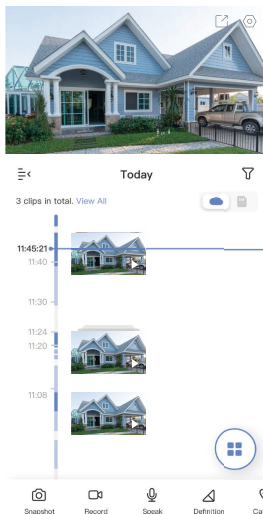 Today
3 clips in total. View All
11:45:21
11:40
11:30
11:24
11:20
11:08
Snapshot
Record
Speak
Definition
Cal